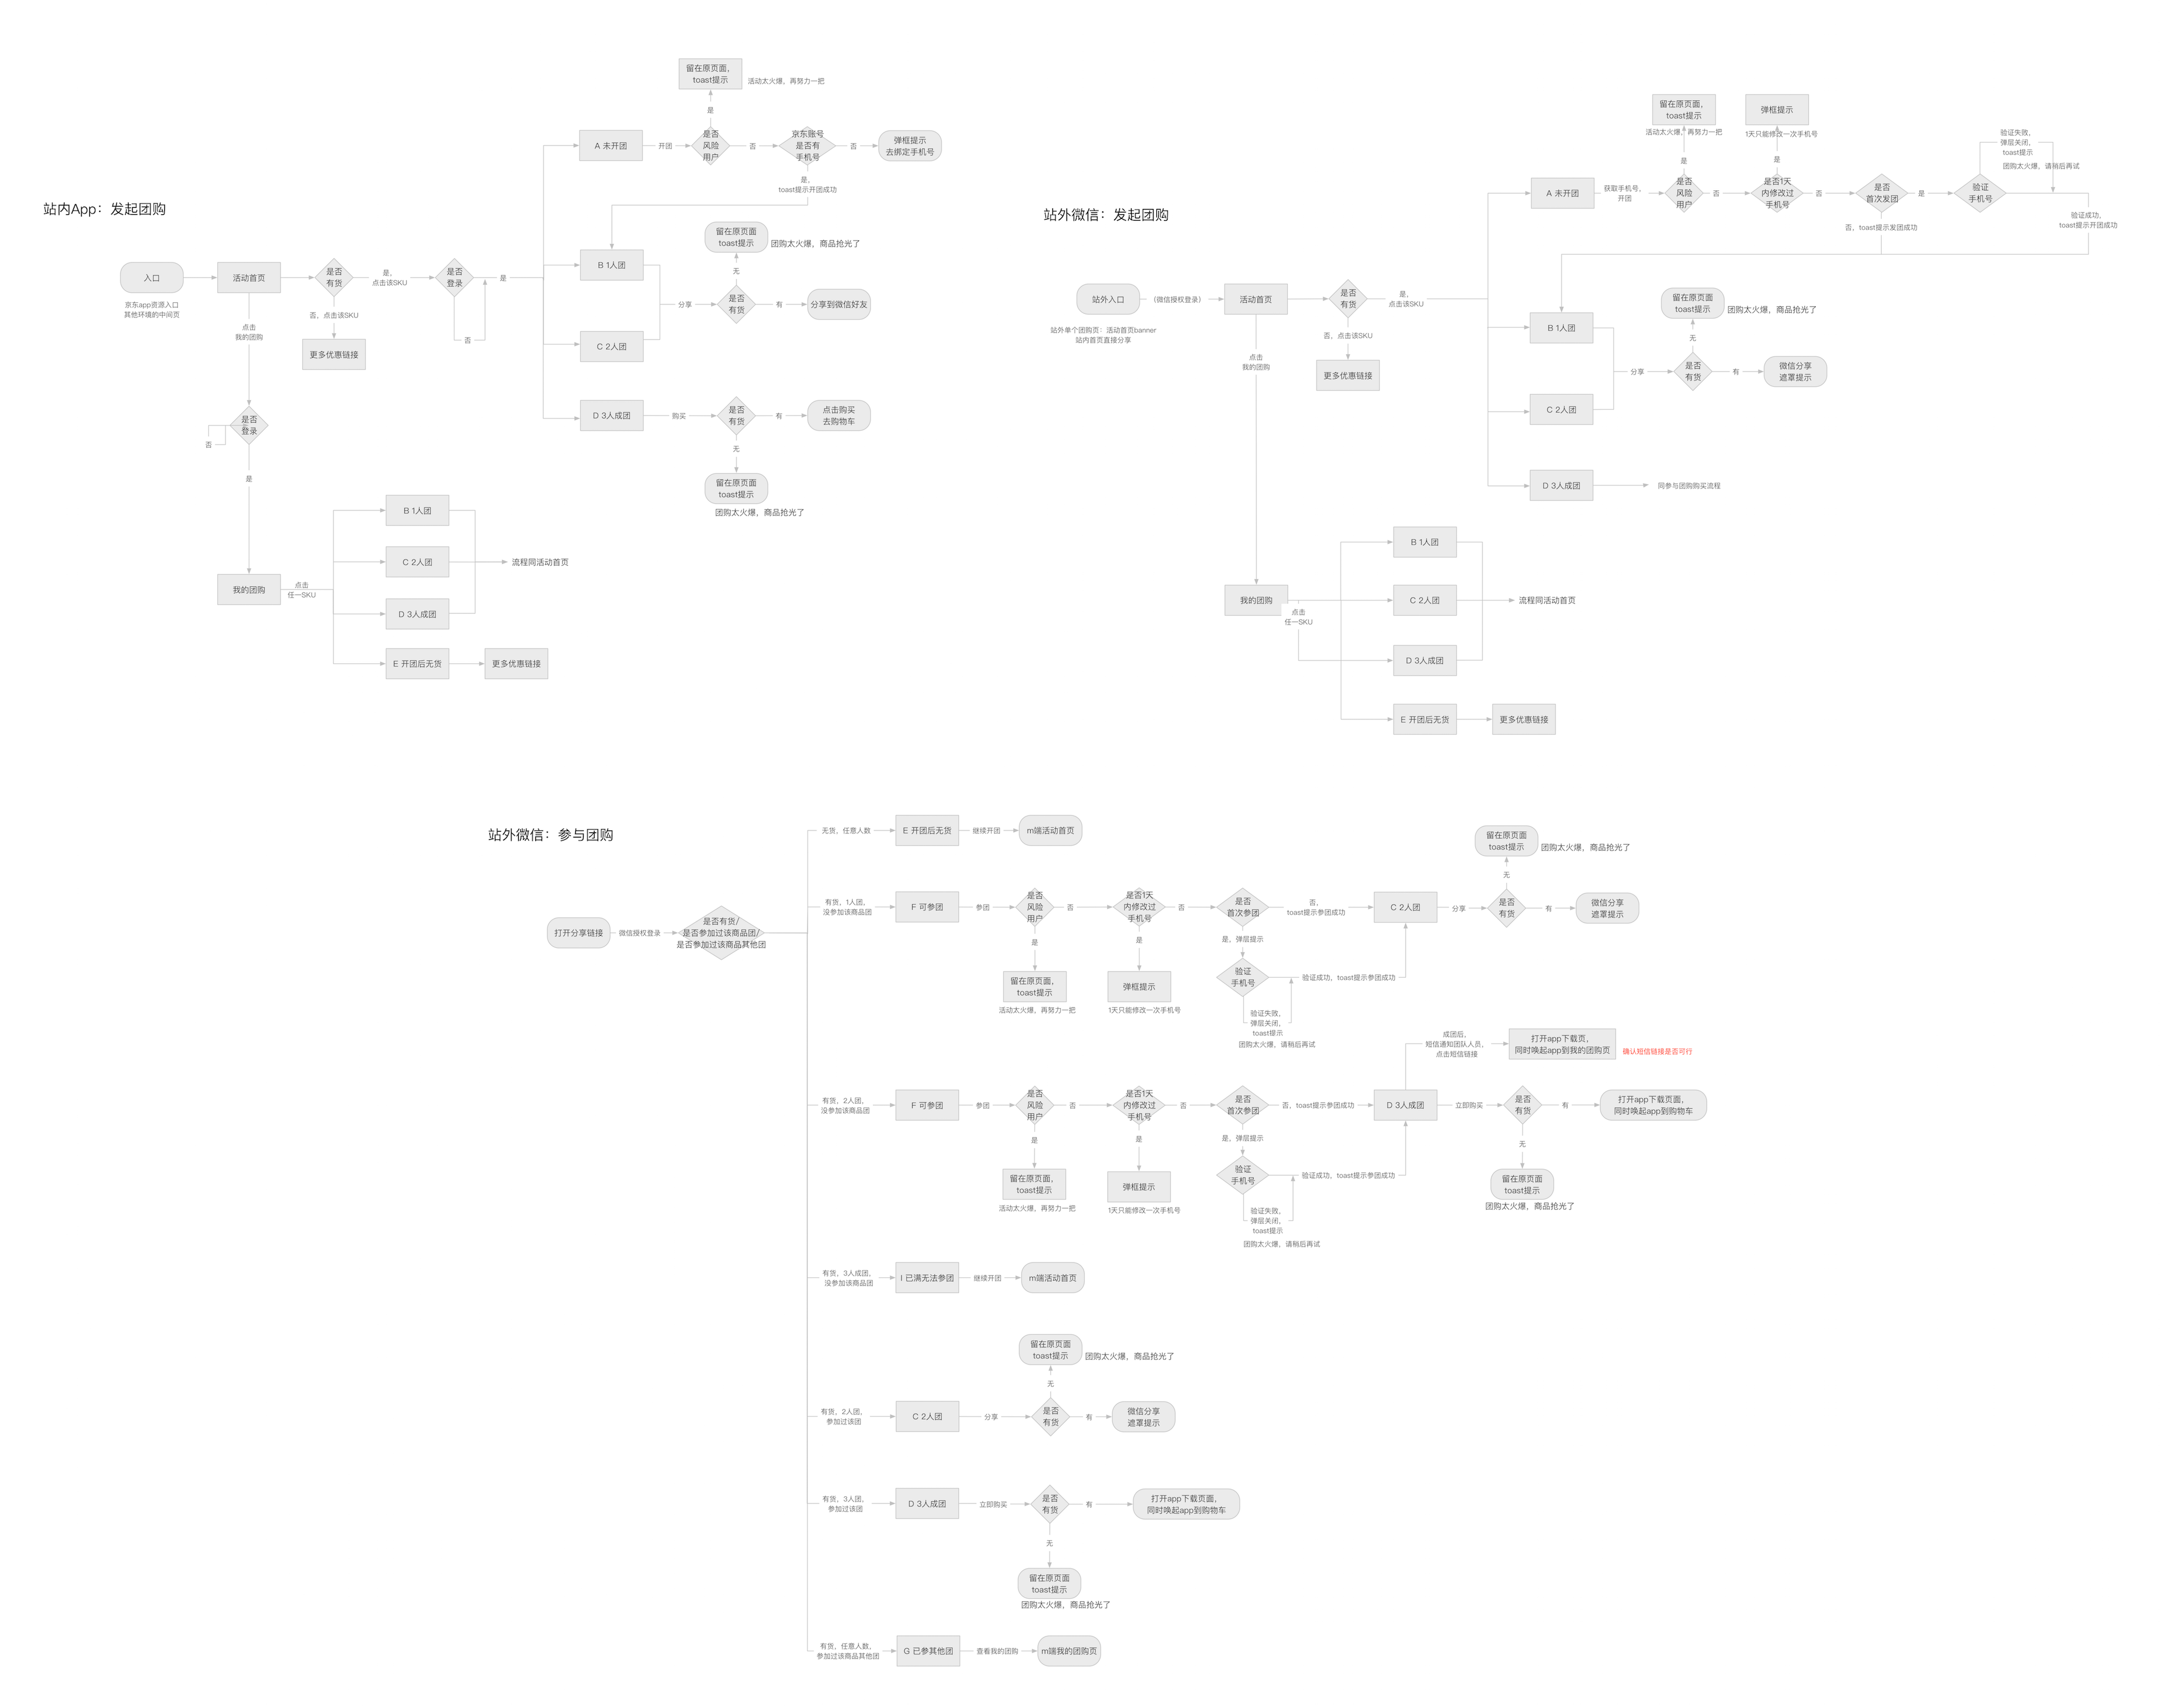 站内App：发起团购
留在原页面，
toast提示
活动太火爆，再努力一把
是
A 未开团
开团
是否
风险
用户
否
京东账号
是否有
手机号
否
弹框提示
去绑定手机号
是，
toast提示开团成功
入口
京东app资源入口
其他环境的中间页
活动首页
是否
有货
是，
点击该SKU
是否
登录
是
否
否，点击该SKU
更多优惠链接
B 1人团
C 2人团
分享
是否
有货
无
留在原页面
toast提示
团购太火爆，商品抢光了
有
分享到微信好友
D 3人成团
购买
是否
有货
有
点击购买
去购物车
无
留在原页面
toast提示
团购太火爆，商品抢光了
点击
我的团购
是否
登录
否
是
我的团购
点击
任一SKU
B 1人团
C 2人团
D 3人成团
流程同活动首页
E 开团后无货
更多优惠链接
站外微信：发起团购
留在原页面，
toast提示
活动太火爆，再努力一把
是
弹框提示
1天只能修改一次手机号
是
A 未开团
获取手机号，
开团
是否
风险
用户
否
是否1天
内修改过
手机号
否
是否
首次发团
是
验证
手机号
验证失败，
弹层关闭，
toast提示
团购太火爆，请稍后再试
验证成功，
toast提示开团成功
否，toast提示发团成功
站外入口
（微信授权登录）
站外单个团购页：活动首页banner
站内首页直接分享
活动首页
是否
有货
是，
点击该SKU
否，点击该SKU
更多优惠链接
B 1人团
C 2人团
分享
是否
有货
无
留在原页面
toast提示
团购太火爆，商品抢光了
有
微信分享
遮罩提示
D 3人成团
同参与团购购买流程
点击
我的团购
我的团购
点击
任一SKU
B 1人团
C 2人团
D 3人成团
流程同活动首页
E 开团后无货
更多优惠链接
站外微信：参与团购
打开分享链接
微信授权登录
是否有货/
是否参加过该商品团/
是否参加过该商品其他团
无货，任意人数
E 开团后无货
继续开团
m端活动首页
有货，1人团，
没参加该商品团
F 可参团
参团
是否
风险
用户
否
是否1天
内修改过
手机号
否
是否
首次参团
否，
toast提示参团成功
C 2人团
分享
是否
有货
无
留在原页面
toast提示
团购太火爆，商品抢光了
有
微信分享
遮罩提示
是
留在原页面，
toast提示
活动太火爆，再努力一把
是
弹框提示
1天只能修改一次手机号
是，弹层提示
验证
手机号
验证成功，toast提示参团成功
验证失败，
弹层关闭，
toast提示
团购太火爆，请稍后再试
有货，2人团，
没参加该商品团
F 可参团
参团
是否
风险
用户
否
是否1天
内修改过
手机号
否
是否
首次参团
否，toast提示参团成功
D 3人成团
成团后，
短信通知团队人员，
点击短信链接
打开app下载页，
同时唤起app到我的团购页
确认短信链接是否可行
立即购买
是否
有货
有
打开app下载页面，
同时唤起app到购物车
无
留在原页面
toast提示
团购太火爆，商品抢光了
是
留在原页面，
toast提示
活动太火爆，再努力一把
是
弹框提示
1天只能修改一次手机号
是，弹层提示
验证
手机号
验证成功，toast提示参团成功
验证失败，
弹层关闭，
toast提示
团购太火爆，请稍后再试
有货，3人成团，
没参加该商品团
I 已满无法参团
继续开团
m端活动首页
有货，2人团，
参加过该团
C 2人团
分享
是否
有货
无
留在原页面
toast提示
团购太火爆，商品抢光了
有
微信分享
遮罩提示
有货，3人团，
参加过该团
D 3人成团
立即购买
是否
有货
有
打开app下载页面，
同时唤起app到购物车
无
留在原页面
toast提示
团购太火爆，商品抢光了
有货，任意人数，
参加过该商品其他团
G 已参其他团
查看我的团购
m端我的团购页